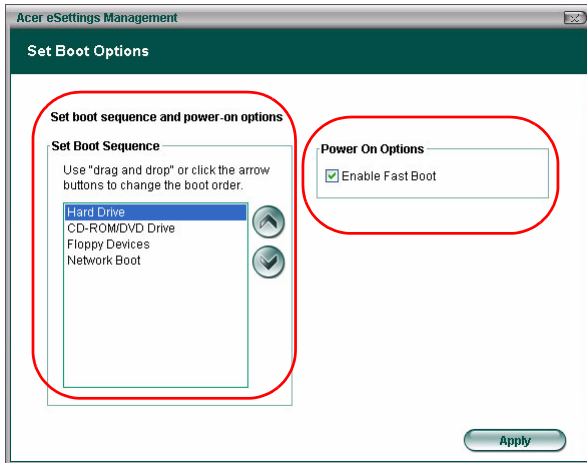 Acer eSettings Management
Set Boot Options
Set boot sequence and power-on options
Set Boot Sequence
Use "drag and drop" or click the arrow
buttons to change the boot order.
Hard Drive
CD-ROM/DVD Drive
Floppy Devices
Network Boot
Power On Options
Enable Fast Boot
Apply